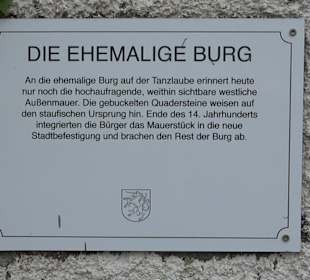 DIE EHEMALIGE BURG
An die ehemalige Burg auf der Tanzlaube erinnert heute
nur noch die hochaufragende, weithin sichtbare westliche
Außenmauer. Die gebuckelten Quadersteine weisen auf
den staufischen Ursprung hin. Ende des 14. Jahrhunderts
integrierten die Bürger das Mauerstück in die neue
Stadtbefestigung und brachen den Rest der Burg ab.